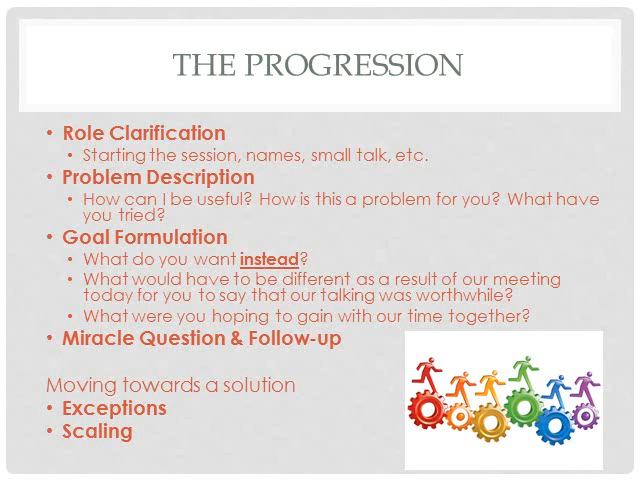 THE PROGRESSION
• Role Clarification
• Starting the session, names, small talk, etc.
• Problem Description
• How can I be useful? How is this a problem for you? What have
you tried?
• Goal Formulation
• What do you want instead?
• What would have to be different as a result of our meeting
today for you to say that our talking was worthwhile?
• What were you hoping to gain with our time together?
• Miracle Question & Follow-up
Moving towards a solution
• Exceptions
• Scaling